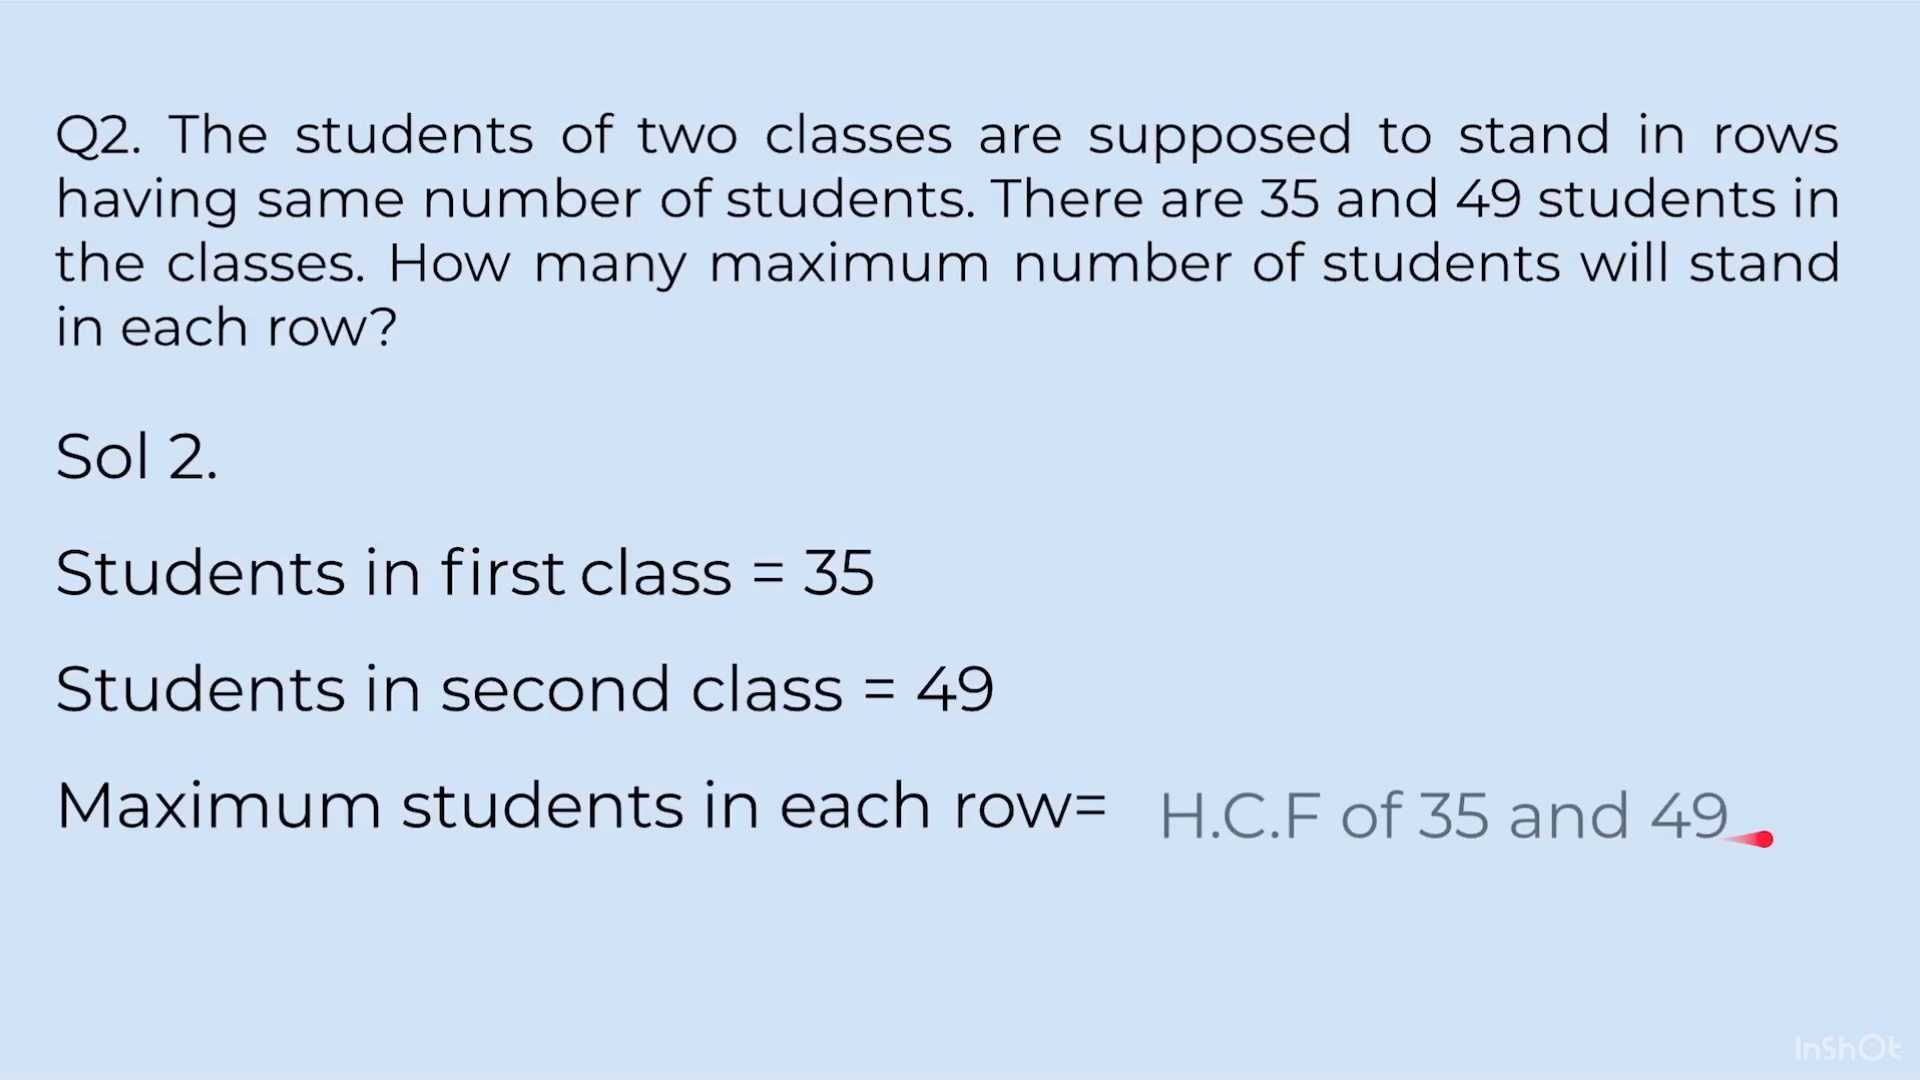 Q2. The students of two classes are supposed to stand in rows
having same number of students. There are 35 and 49 students in
the classes. How many maximum number of students will stand
in each row?
Sol 2.
Students in first class = 35
Students in second class = 49
Maximum students in each row= H.C.F of 35 and 49
InShOt